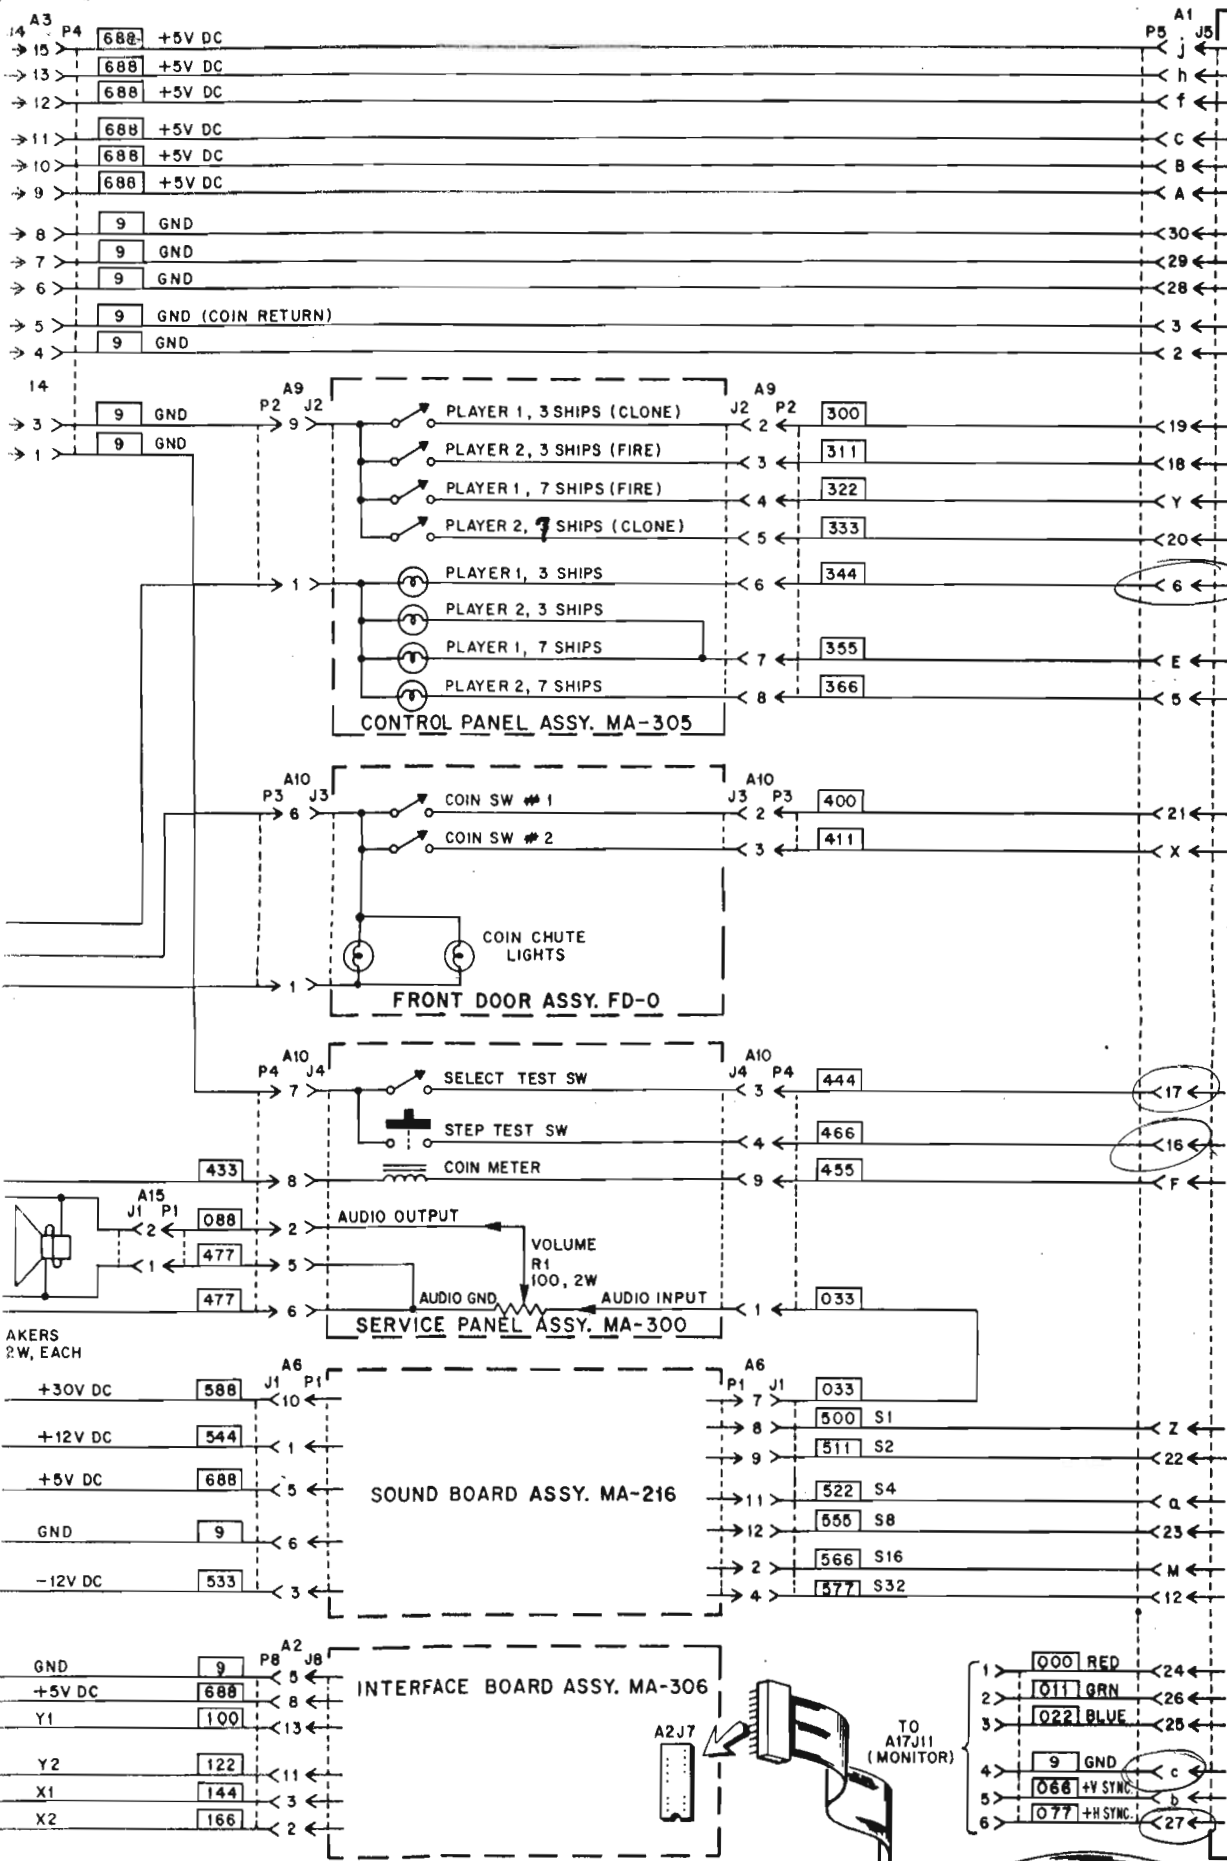 A3 A1
J4 P4 688 +5V DC P5 J5
15 j
13 688 +5V DC h
12 688 +5V DC f
11 688 +5V DC C
10 688 +5V DC B
9 688 +5V DC A
8 9 GND 30
7 9 GND 29
6 9 GND 28
5 9 GND (COIN RETURN) 3
4 9 GND 2
14
A9 A9
P2 J2 J2 P2
3 9 GND 9 PLAYER 1, 3 SHIPS (CLONE) 2 300 19
1 9 GND PLAYER 2, 3 SHIPS (FIRE) 3 311 18
PLAYER 1, 7 SHIPS (FIRE) 4 322 Y
PLAYER 2, 7 SHIPS (CLONE) 5 333 20
1 PLAYER 1, 3 SHIPS 6 344 6
PLAYER 2, 3 SHIPS
PLAYER 1, 7 SHIPS 7 355 E
PLAYER 2, 7 SHIPS 8 366 5
CONTROL PANEL ASSY. MA-305
A10 A10
P3 J3 J3 P3
6 COIN SW #1 2 400 21
COIN SW #2 3 411 X
COIN CHUTE
LIGHTS
1
FRONT DOOR ASSY. FD-0
A10 A10
P4 J4 J4 P4
7 SELECT TEST SW 3 444 17
STEP TEST SW 4 466 16
433 8 COIN METER 9 455 F
A15
J1 P1
2 088 2 AUDIO OUTPUT
1 477 5 VOLUME
R1
100, 2W
477 6 AUDIO GND AUDIO INPUT 1 033
SERVICE PANEL ASSY. MA-300
AKERS
2W, EACH
A6 A6
J1 P1 P1 J1
+30V DC 588 10 7 033
8 500 S1 Z
+12V DC 544 1 9 511 S2 22
+5V DC 688 5 SOUND BOARD ASSY. MA-216 11 522 S4 a
GND 9 6 12 555 S8 23
2 566 S16 M
-12V DC 533 3 4 577 S32 12
A2
P8 J8
GND 9 5 1 000 RED 24
+5V DC 688 8 INTERFACE BOARD ASSY. MA-306 2 011 GRN 26
Y1 100 13 3 022 BLUE 25
A2J7
TO
A17J11
(MONITOR)
Y2 122 11 4 9 GND c
X1 144 3 5 066 +V SYNC. b
X2 166 2 6 077 +H SYNC. 27